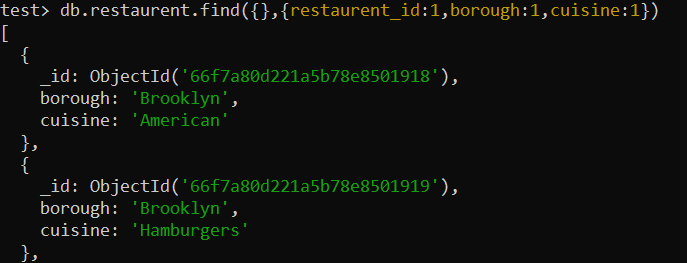 test> db.restaurent.find({},{restaurent_id:1,borough:1,cuisine:1})
[
  {
    _id: ObjectId('66f7a80d221a5b78e8501918'),
    borough: 'Brooklyn',
    cuisine: 'American'
  },
  {
    _id: ObjectId('66f7a80d221a5b78e8501919'),
    borough: 'Brooklyn',
    cuisine: 'Hamburgers'
  },